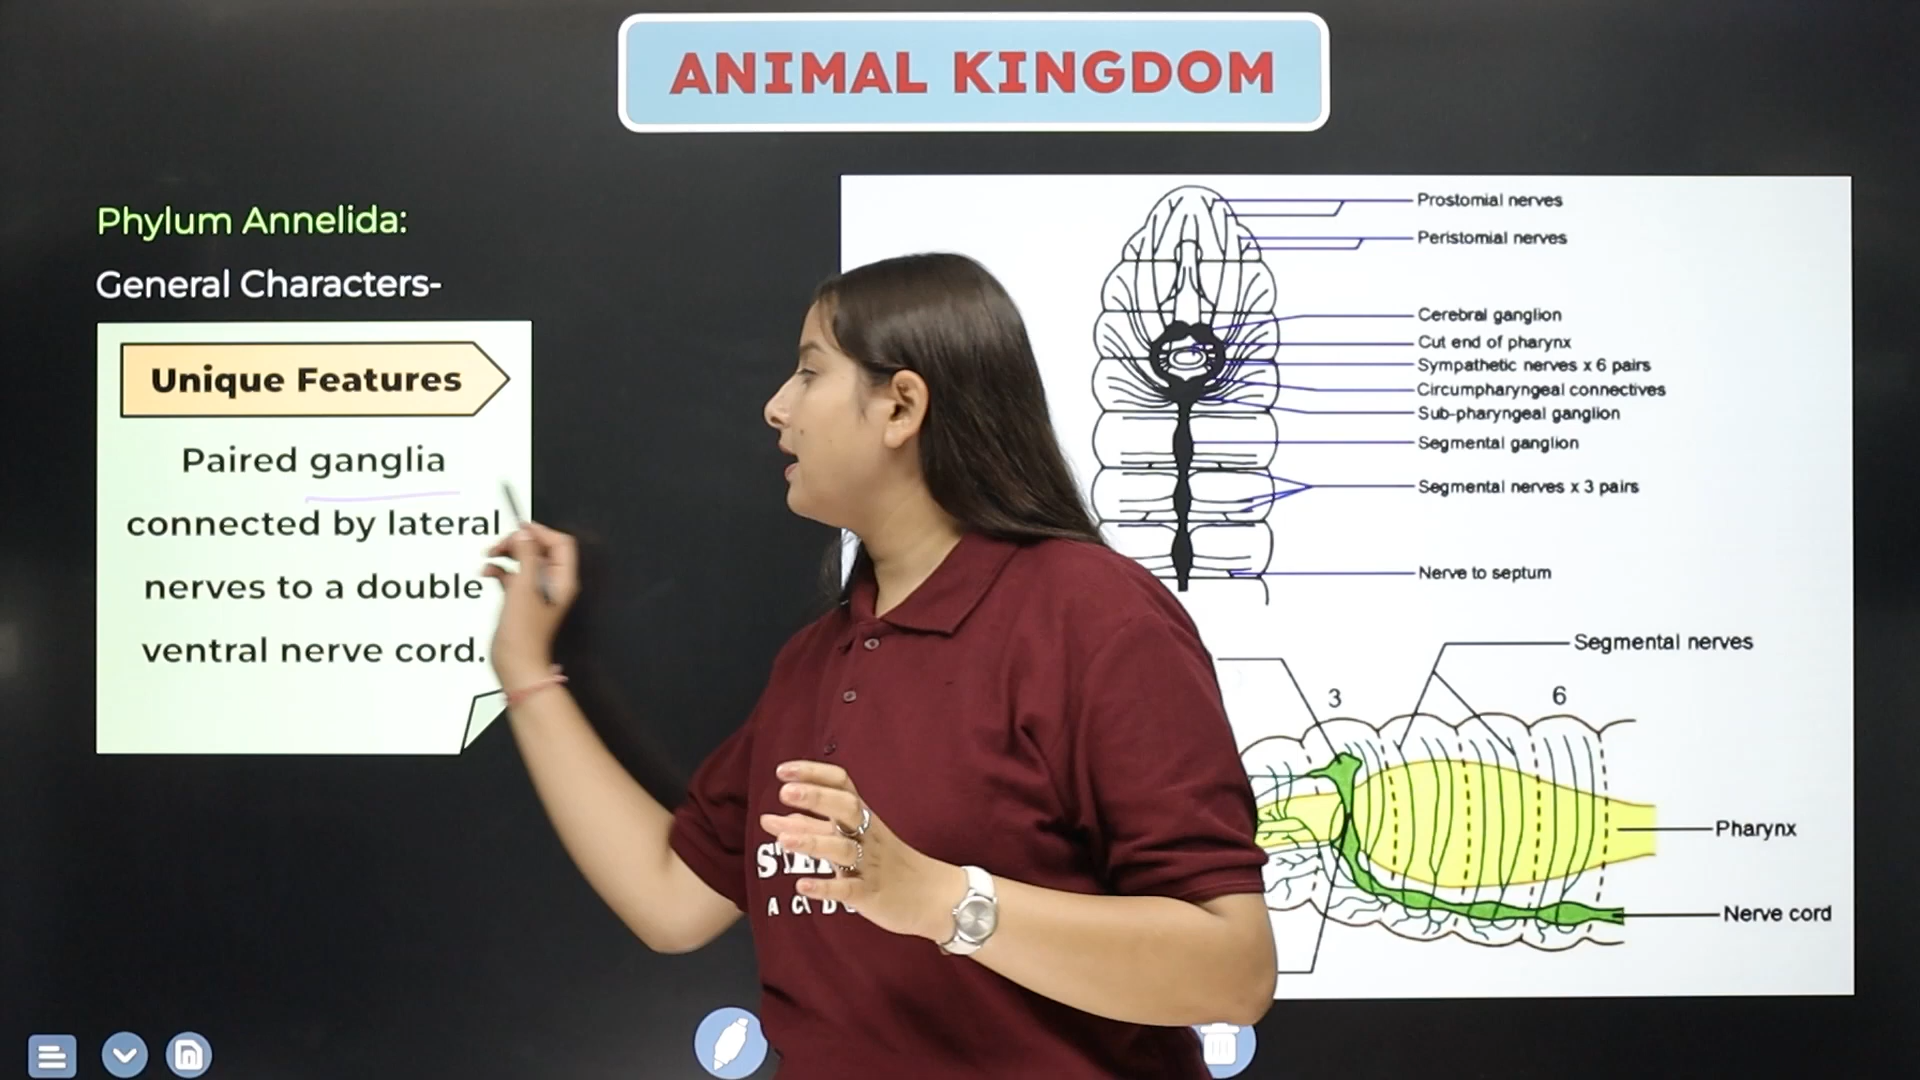 ANIMAL KINGDOM
Phylum Annelida:
General Characters-
Unique Features
Paired ganglia
connected by lateral
nerves to a double
ventral nerve cord.
Prostomial nerves
Peristomial nerves
Cerebral ganglion
Cut end of pharynx
Sympathetic nerves x 6 pairs
Circumpharyngeal connectives
Sub-pharyngeal ganglion
Segmental ganglion
Segmental nerves x 3 pairs
Nerve to septum
Segmental nerves
3 6
Pharynx
Nerve cord